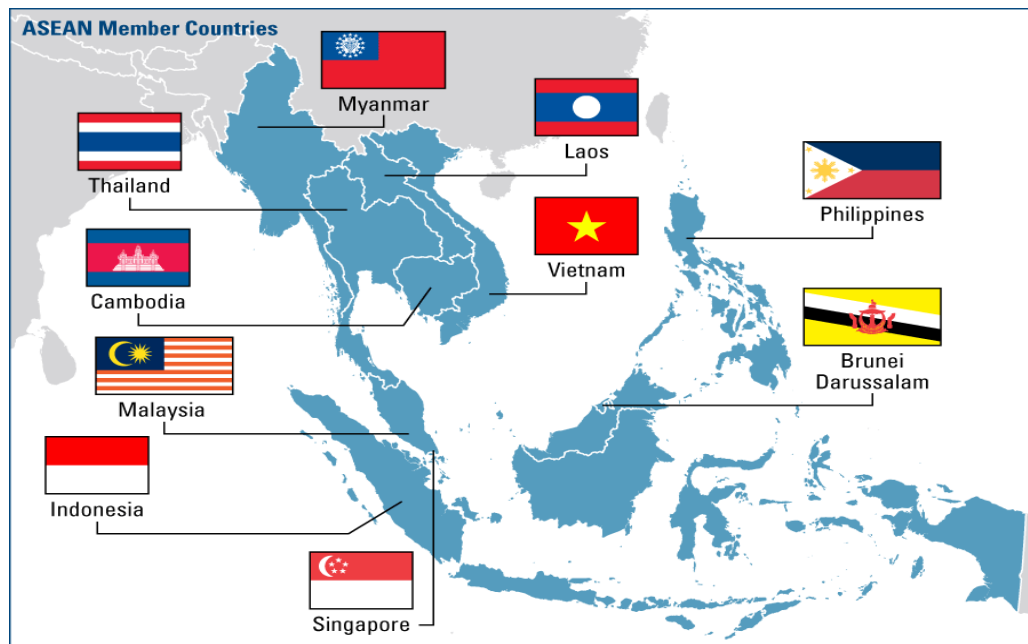 ASEAN Member Countries
Myanmar
Laos
Thailand
Philippines
Vietnam
Cambodia
Brunei
Darussalam
Malaysia
Indonesia
Singapore